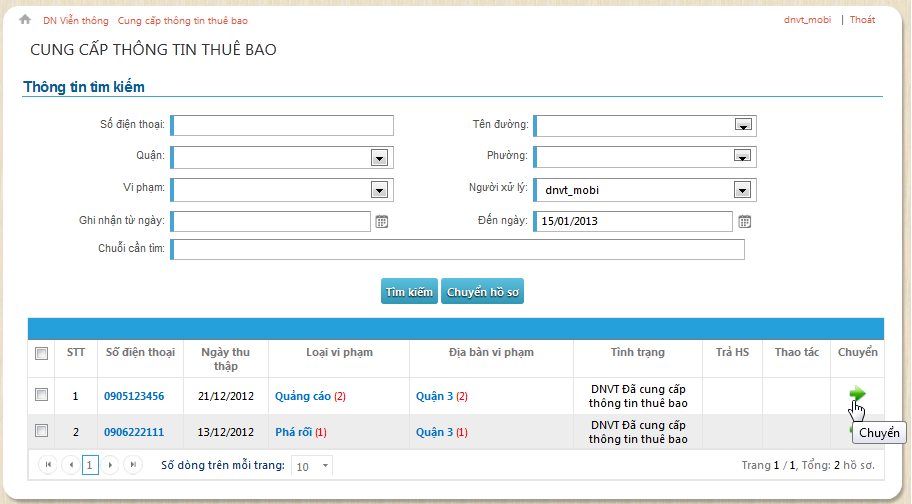 DN Viễn thông Cung cấp thông tin thuê bao dnvt_mobi | Thoát
CUNG CẤP THÔNG TIN THUÊ BAO
Thông tin tìm kiếm
Số điện thoại: Tên đường:
Quận: Phường:
Vi phạm: Người xử lý: dnvt_mobi
Ghi nhận từ ngày: Đến ngày: 15/01/2013
Chuỗi cần tìm:
Tìm kiếm Chuyển hồ sơ
STT Số điện thoại Ngày thu thập Loại vi phạm Địa bàn vi phạm Tình trạng Trả HS Thao tác Chuyển
1 0905123456 21/12/2012 Quảng cáo (2) Quận 3 (2) DNVT Đã cung cấp thông tin thuê bao
2 0906222111 13/12/2012 Phá rối (1) Quận 3 (1) DNVT Đã cung cấp thông tin thuê bao
Chuyển
1 Số dòng trên mỗi trang: 10 Trang 1 / 1, Tổng: 2 hồ sơ.